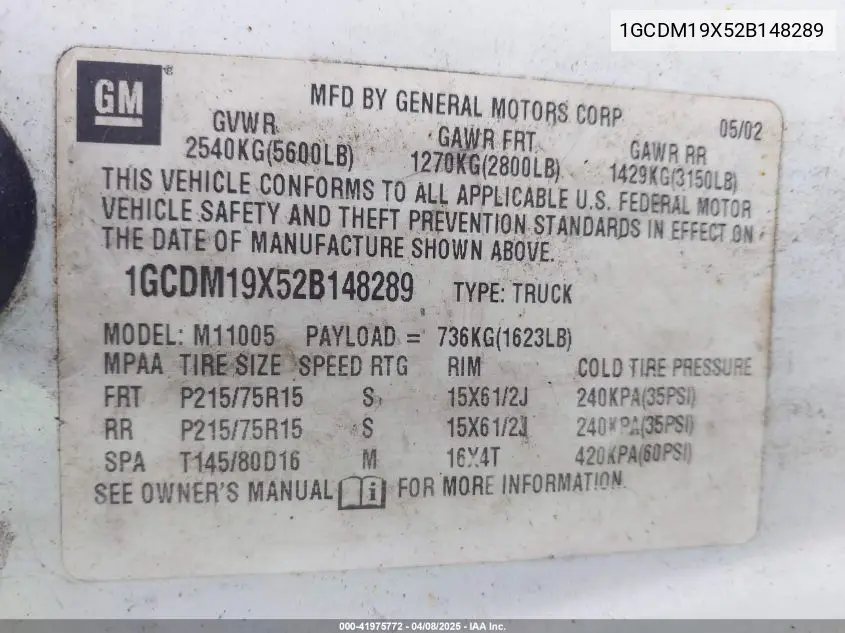 1GCDM19X52B148289
GM
MFD BY GENERAL MOTORS CORP
05/02
GVWR GAWR FRT GAWR RR
2540KG(5600LB) 1270KG(2800LB) 1429KG(3150LB)
THIS VEHICLE CONFORMS TO ALL APPLICABLE U.S. FEDERAL MOTOR
VEHICLE SAFETY AND THEFT PREVENTION STANDARDS IN EFFECT ON
THE DATE OF MANUFACTURE SHOWN ABOVE.
1GCDM19X52B148289 TYPE: TRUCK
MODEL: M11005 PAYLOAD = 736KG(1623LB)
MPAA TIRE SIZE SPEED RTG RIM COLD TIRE PRESSURE
FRT P215/75R15 S 15X61/2J 240KPA(35PSI)
RR P215/75R15 S 15X61/2J 240KPA(35PSI)
SPA T145/80D16 M 16X4T 420KPA(60PSI)
SEE OWNER'S MANUAL i FOR MORE INFORMATION
000-41975772 - 04/08/2025 - IAA Inc.